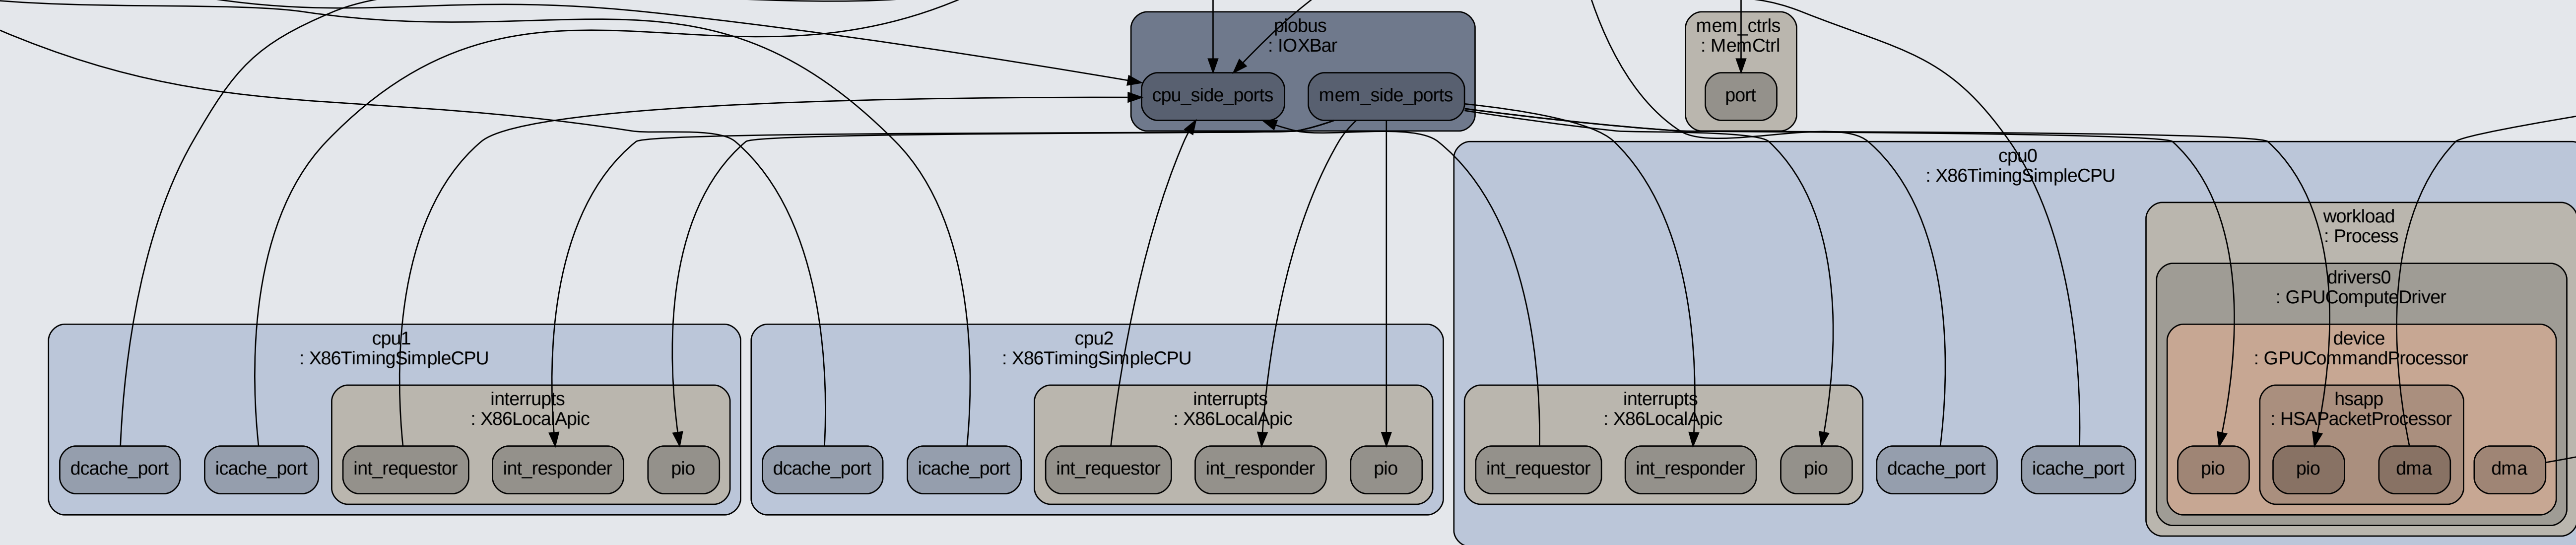 piobus
: IOXBar
cpu_side_ports
mem_side_ports
mem_ctrls
: MemCtrl
port
cpu1
: X86TimingSimpleCPU
interrupts
: X86LocalApic
dcache_port
icache_port
int_requestor
int_responder
pio
cpu2
: X86TimingSimpleCPU
interrupts
: X86LocalApic
dcache_port
icache_port
int_requestor
int_responder
pio
cpu0
: X86TimingSimpleCPU
interrupts
: X86LocalApic
int_requestor
int_responder
pio
dcache_port
icache_port
workload
: Process
drivers0
: GPUComputeDriver
device
: GPUCommandProcessor
hsapp
: HSAPacketProcessor
pio
pio
dma
dma